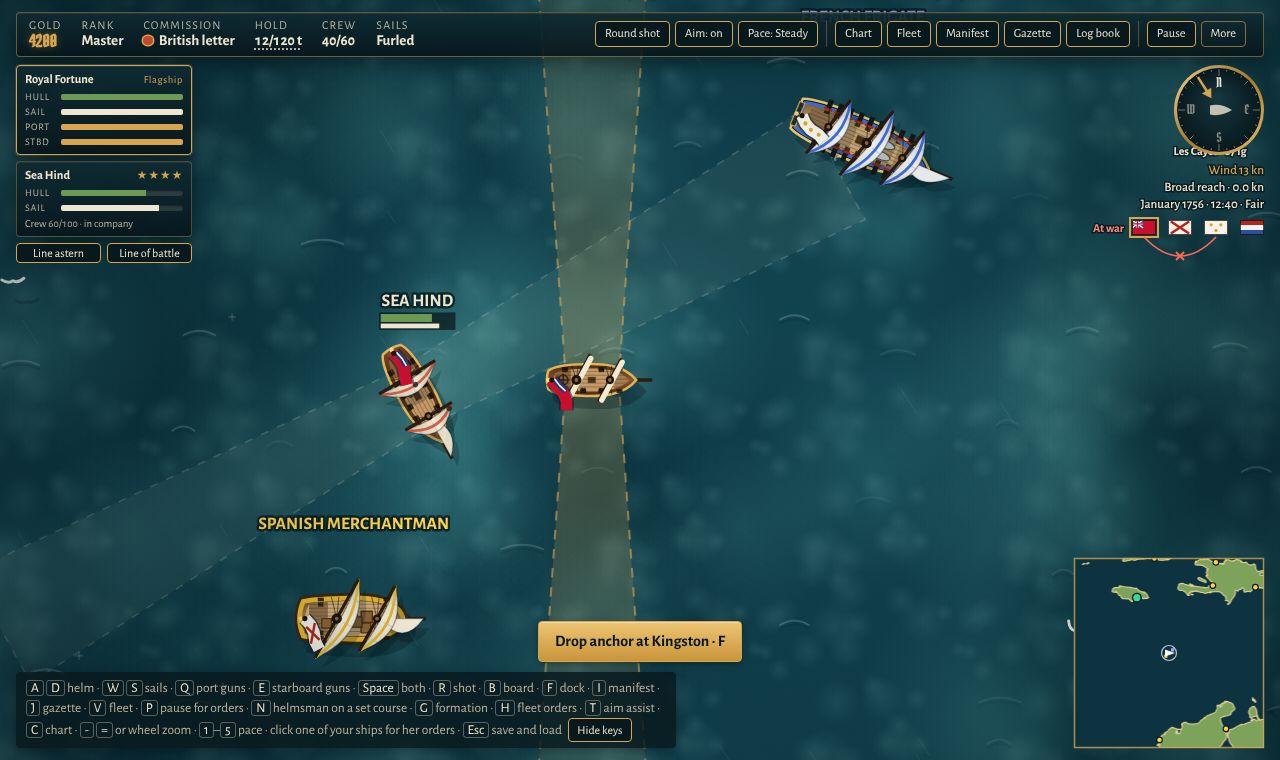 FRENCH FRIGATE
GOLD RANK COMMISSION HOLD CREW SAILS
4200 Master British letter 12/120 t 40/60 Furled
Round shot Aim: on Pace: Steady Chart Fleet Manifest Gazette Log book Pause More
Royal Fortune Flagship
HULL
SAIL
PORT
STBD
Sea Hind ★★★★
HULL
SAIL
Crew 60/100 · in company
Line astern Line of battle
N
W E
S
Les Cayes
Wind 13 kn
Broad reach · 0.0 kn
January 1756 · 12:40 · Fair
At war
SEA HIND
SPANISH MERCHANTMAN
Drop anchor at Kingston · F
A D helm · W S sails · Q port guns · E starboard guns · Space both · R shot · B board · F dock · I manifest ·
J gazette · V fleet · P pause for orders · N helmsman on a set course · G formation · H fleet orders · T aim assist ·
C chart · - = or wheel zoom · 1–5 pace · click one of your ships for her orders · Esc save and load Hide keys